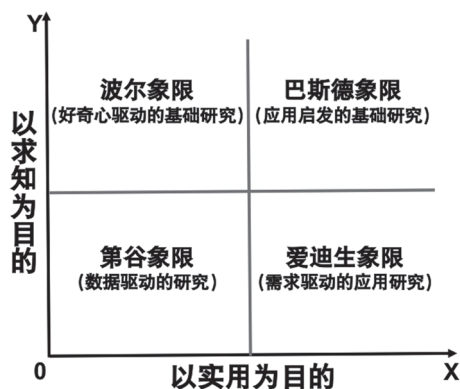 Y
波尔象限
(好奇心驱动的基础研究)
巴斯德象限
(应用启发的基础研究)
以求知为目的
第谷象限
(数据驱动的研究)
爱迪生象限
(需求驱动的应用研究)
0
以实用为目的
X